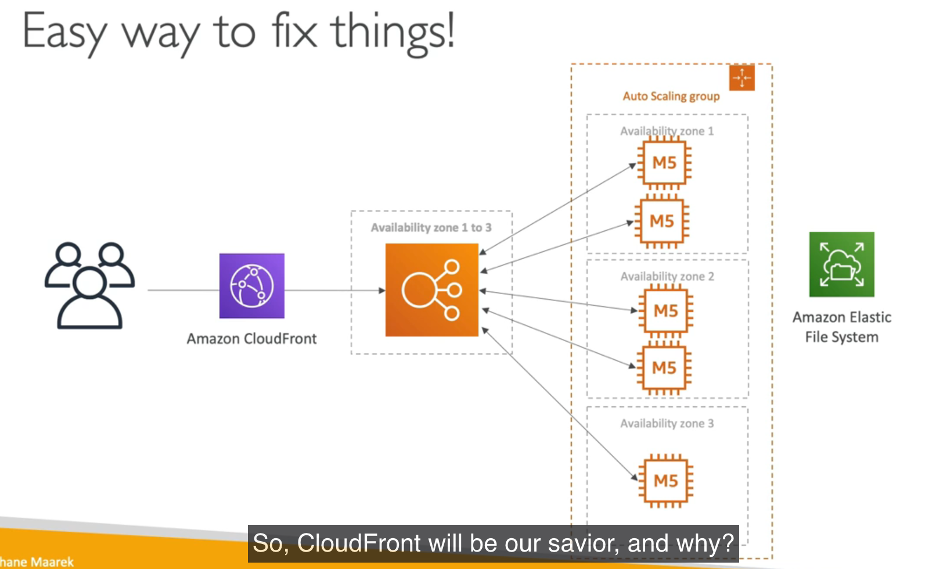 Easy way to fix things!
Auto Scaling group
Availability zone 1
M5
M5
Availability zone 1 to 3
Availability zone 2
M5
M5
Amazon CloudFront
Amazon Elastic
File System
Availability zone 3
M5
So, CloudFront will be our savior, and why?
hane Maarek